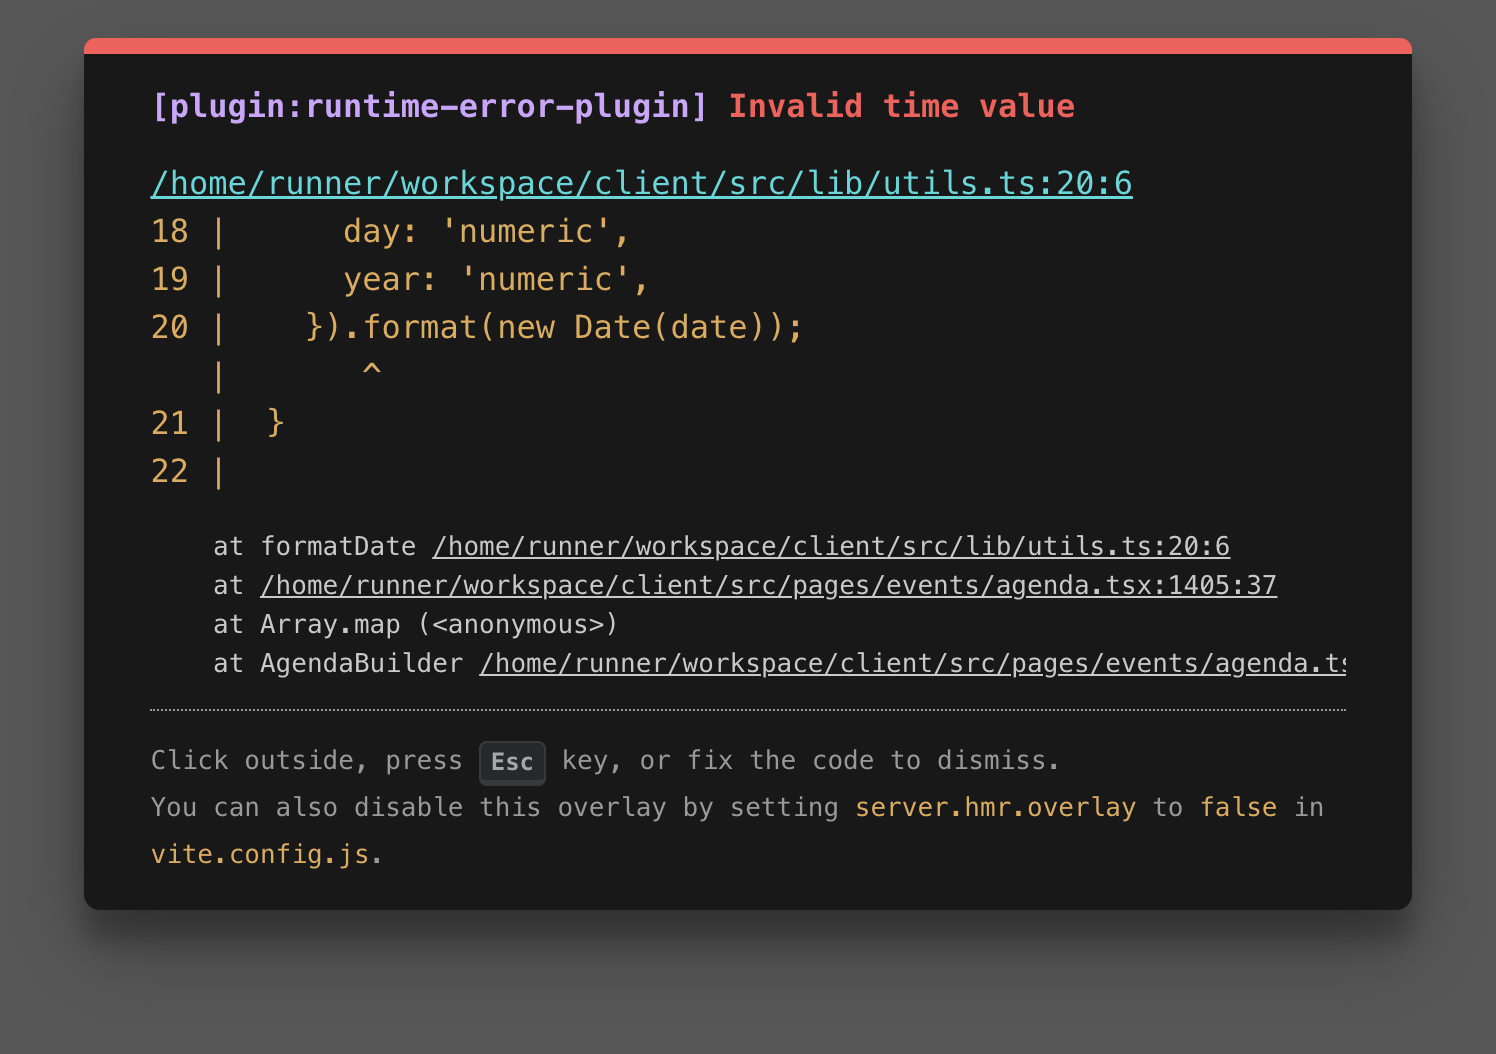 [plugin:runtime-error-plugin] Invalid time value
/home/runner/workspace/client/src/lib/utils.ts:20:6
18 |      day: 'numeric',
19 |      year: 'numeric',
20 |    }).format(new Date(date));
   |       ^
21 |  }
22 |
at formatDate /home/runner/workspace/client/src/lib/utils.ts:20:6
at /home/runner/workspace/client/src/pages/events/agenda.tsx:1405:37
at Array.map (<anonymous>)
at AgendaBuilder /home/runner/workspace/client/src/pages/events/agenda.ts
Click outside, press Esc key, or fix the code to dismiss.
You can also disable this overlay by setting server.hmr.overlay to false in
vite.config.js.